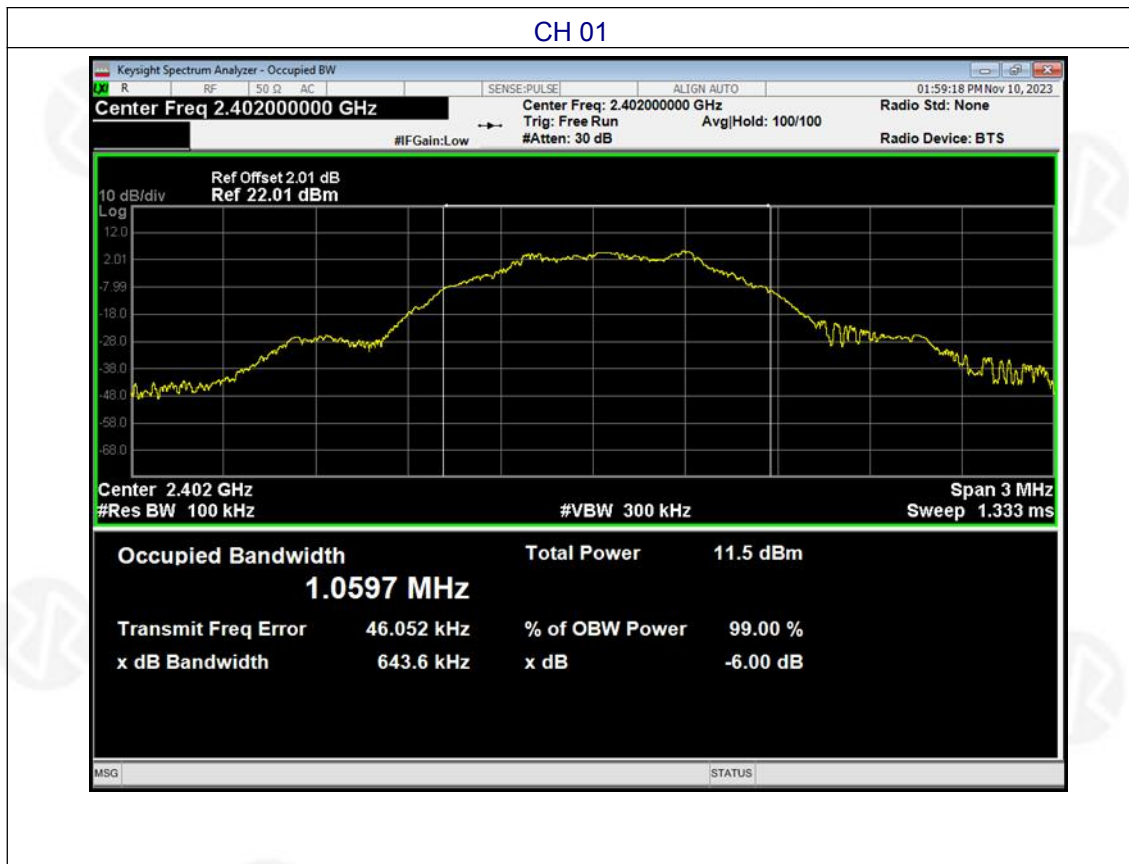 CH 01
Keysight Spectrum Analyzer - Occupied BW
LXI R RF 50 Ω AC SENSE:PULSE ALIGN AUTO 01:59:18 PM Nov 10, 2023
Center Freq 2.402000000 GHz Center Freq: 2.402000000 GHz Radio Std: None
Trig: Free Run Avg|Hold: 100/100
#IFGain:Low #Atten: 30 dB Radio Device: BTS
Ref Offset 2.01 dB
10 dB/div Ref 22.01 dBm
Log
12.0
2.01
-7.99
-18.0
-28.0
-38.0
-48.0
-58.0
-68.0
Center 2.402 GHz Span 3 MHz
#Res BW 100 kHz #VBW 300 kHz Sweep 1.333 ms
Occupied Bandwidth Total Power 11.5 dBm
1.0597 MHz
Transmit Freq Error 46.052 kHz % of OBW Power 99.00 %
x dB Bandwidth 643.6 kHz x dB -6.00 dB
MSG STATUS